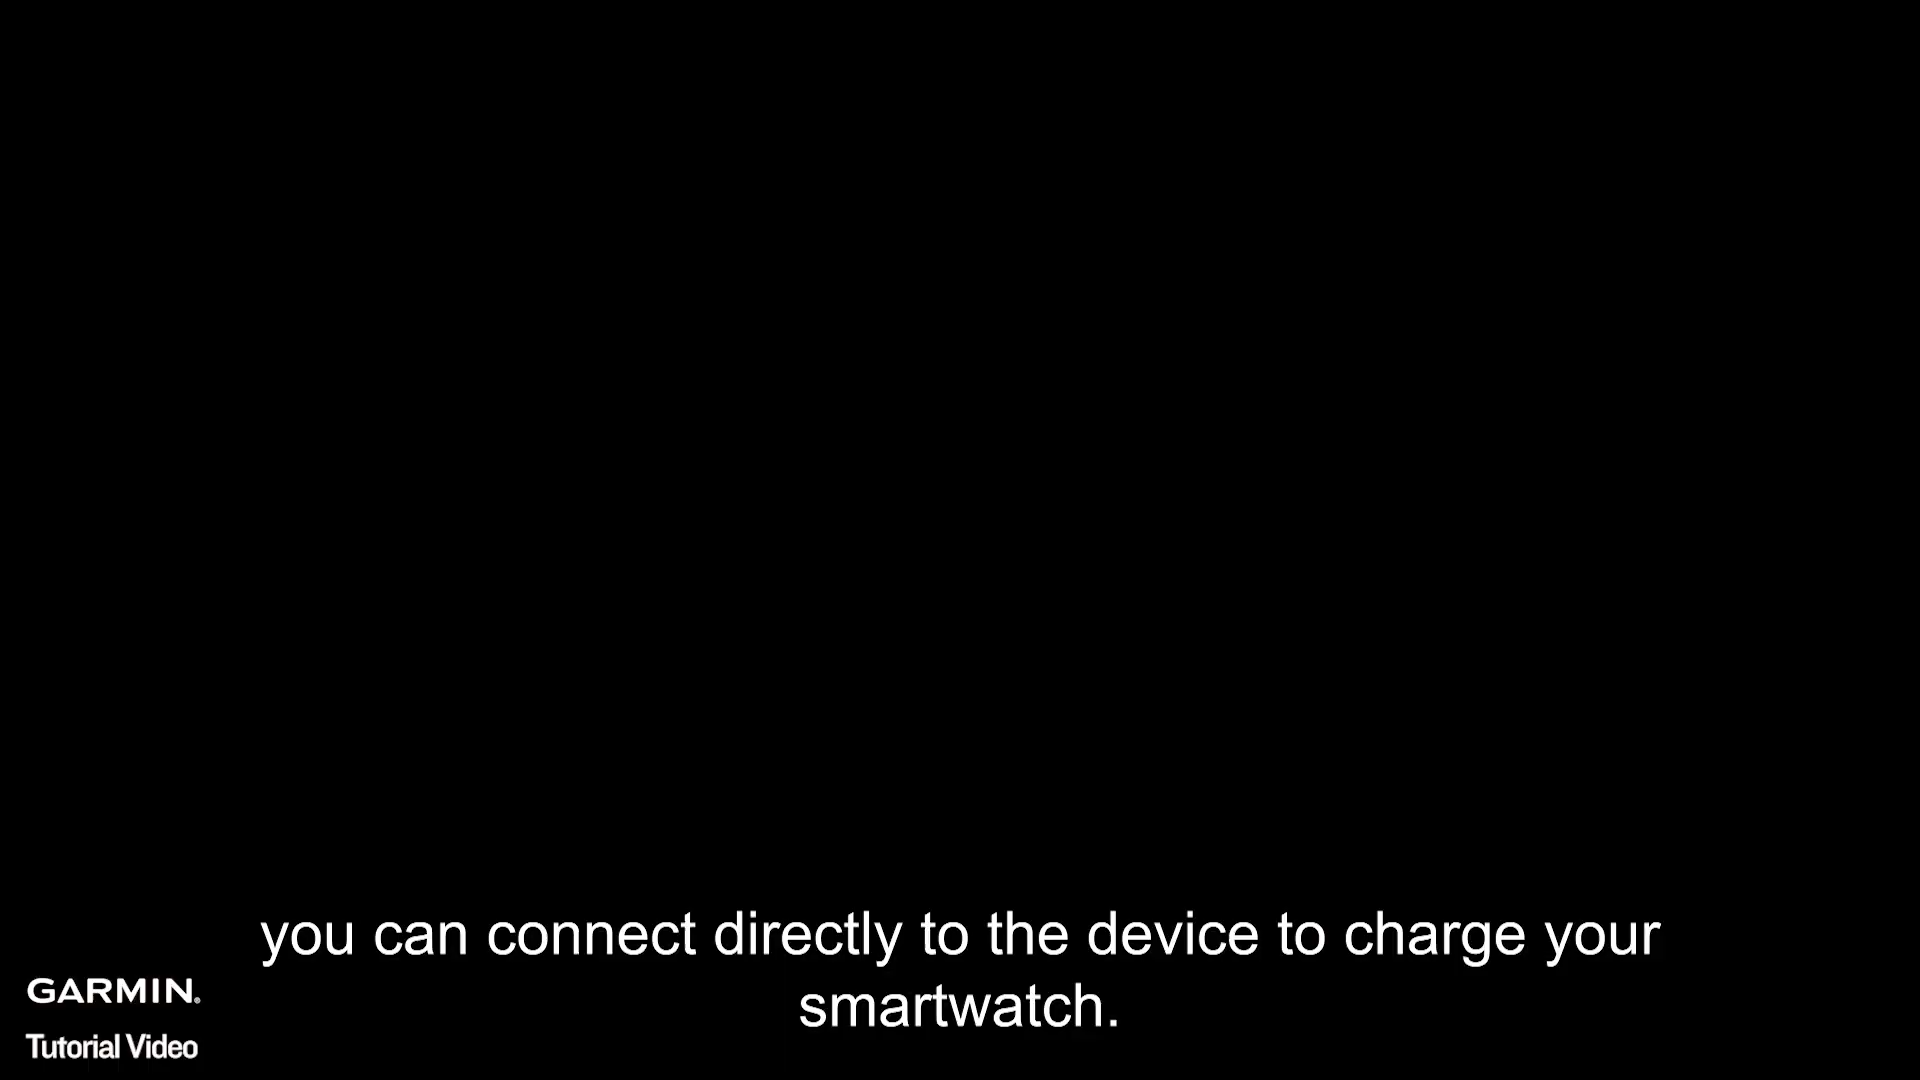 you can connect directly to the device to charge your
smartwatch.
GARMIN®
Tutorial Video